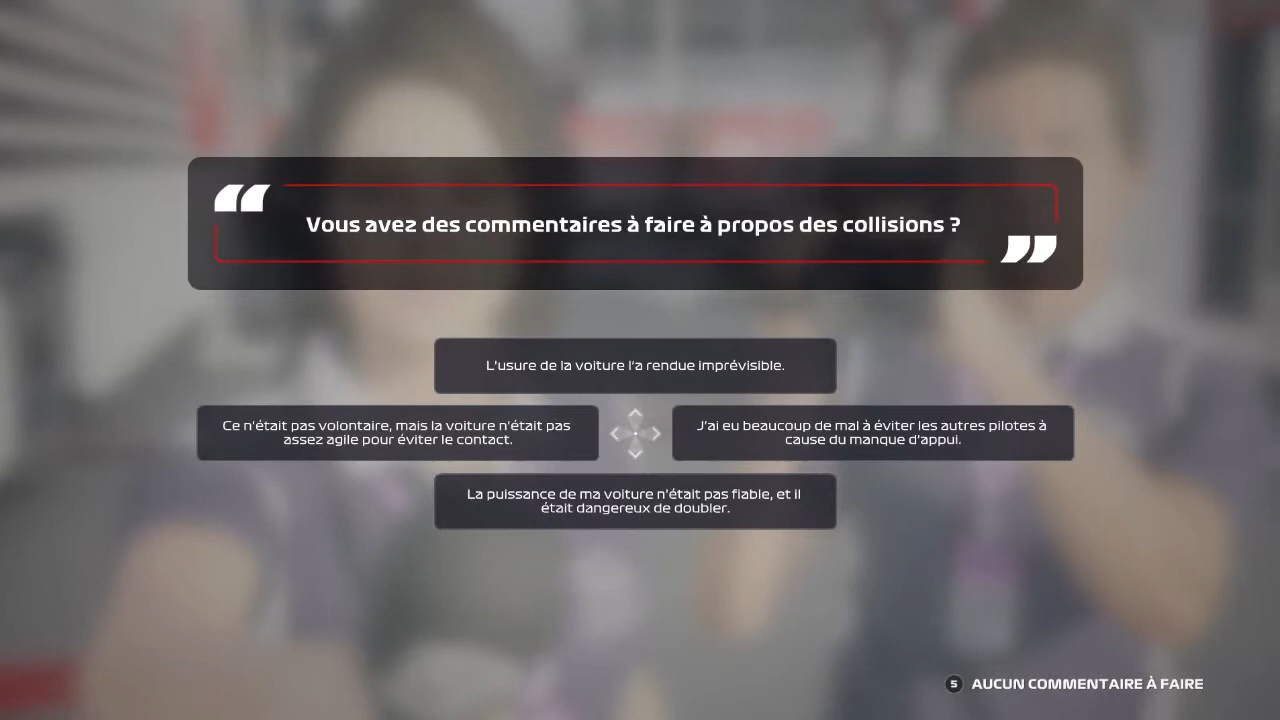 Vous avez des commentaires à faire à propos des collisions ?
L'usure de la voiture l'a rendue imprévisible.
Ce n'était pas volontaire, mais la voiture n'était pas
assez agile pour éviter le contact.
J'ai eu beaucoup de mal à éviter les autres pilotes à
cause du manque d'appui.
La puissance de ma voiture n'était pas fiable, et il
était dangereux de doubler.
5 AUCUN COMMENTAIRE À FAIRE